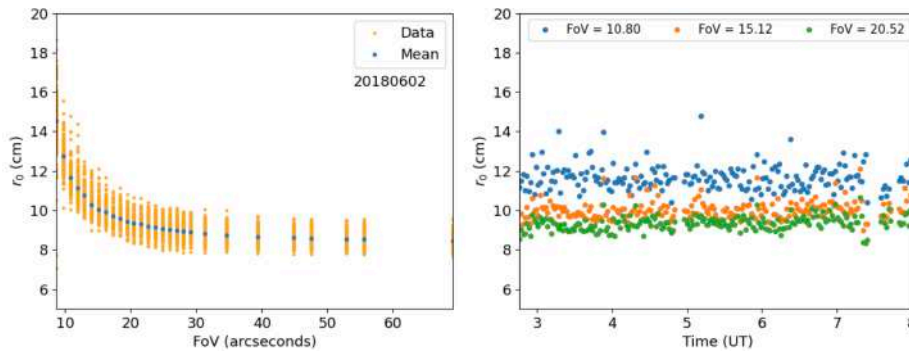 20
18
16
14
12
10
8
6
r0 (cm)
10 20 30 40 50 60
FoV (arcseconds)
Data
Mean
20180602
20
18
16
14
12
10
8
6
r0 (cm)
3 4 5 6 7 8
Time (UT)
FoV = 10.80 FoV = 15.12 FoV = 20.52